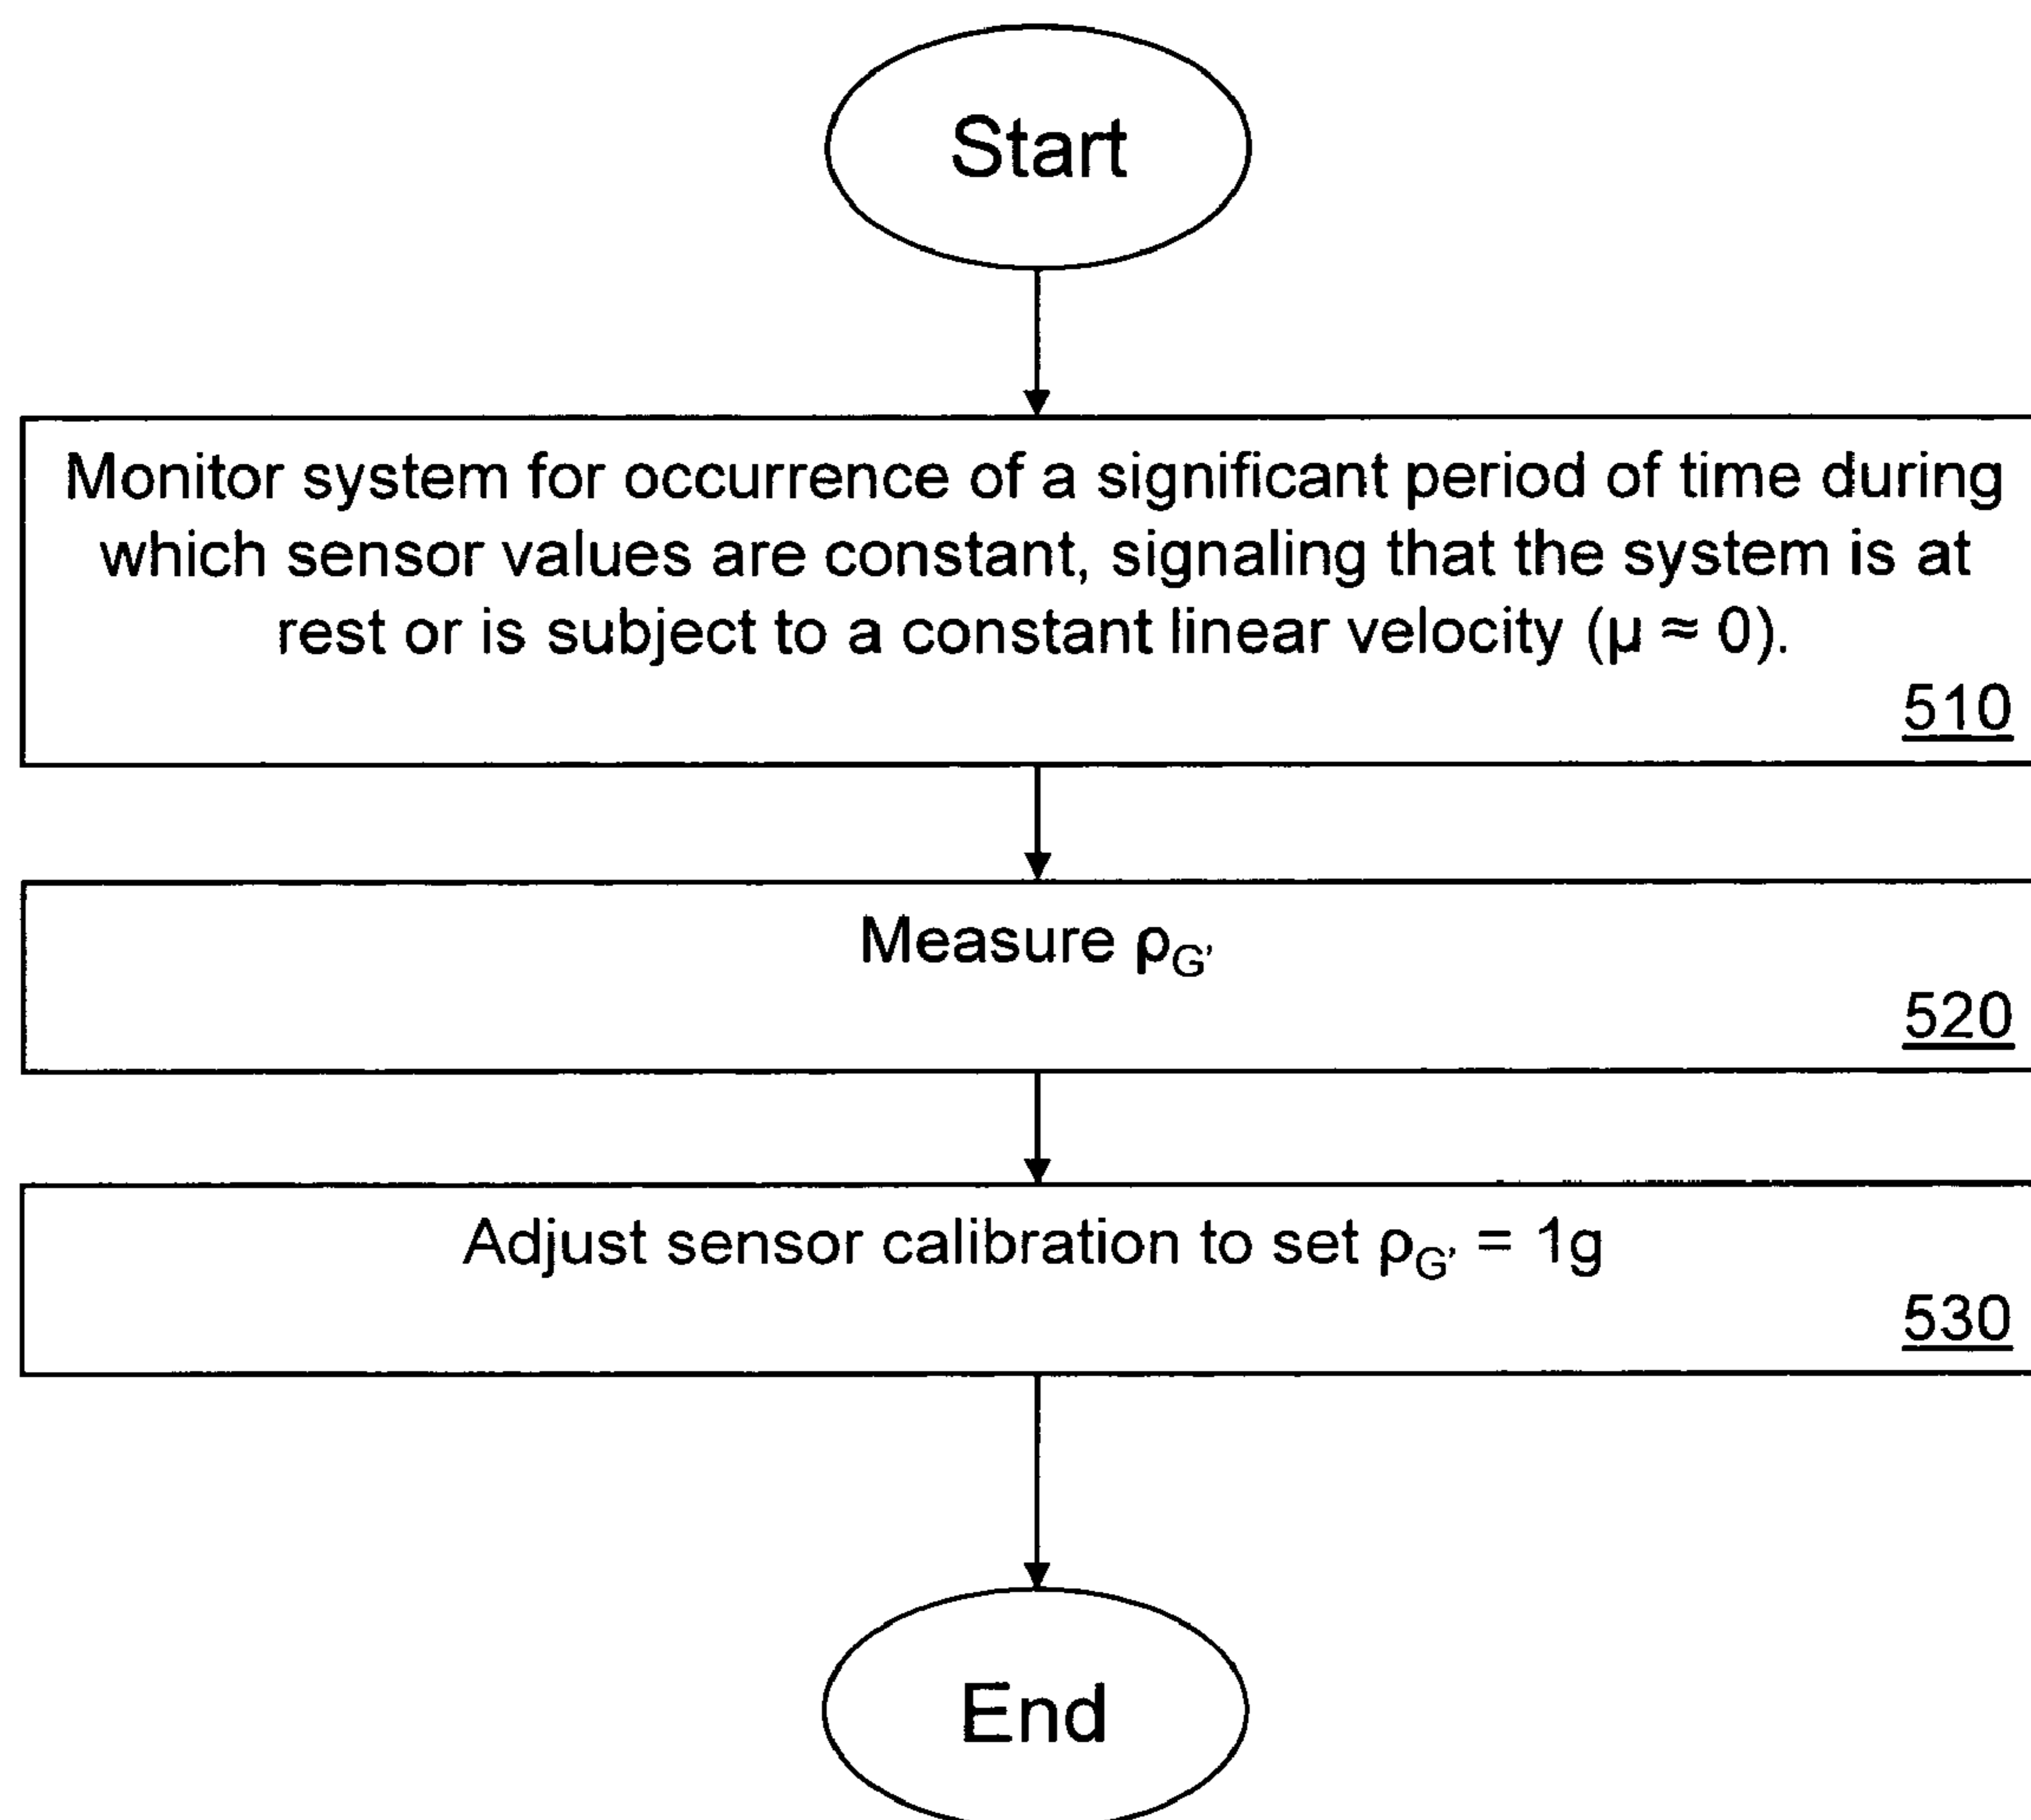 Start
Monitor system for occurrence of a significant period of time during
which sensor values are constant, signaling that the system is at
rest or is subject to a constant linear velocity (μ ≈ 0).
510
Measure ρG’
520
Adjust sensor calibration to set ρG’ = 1g
530
End